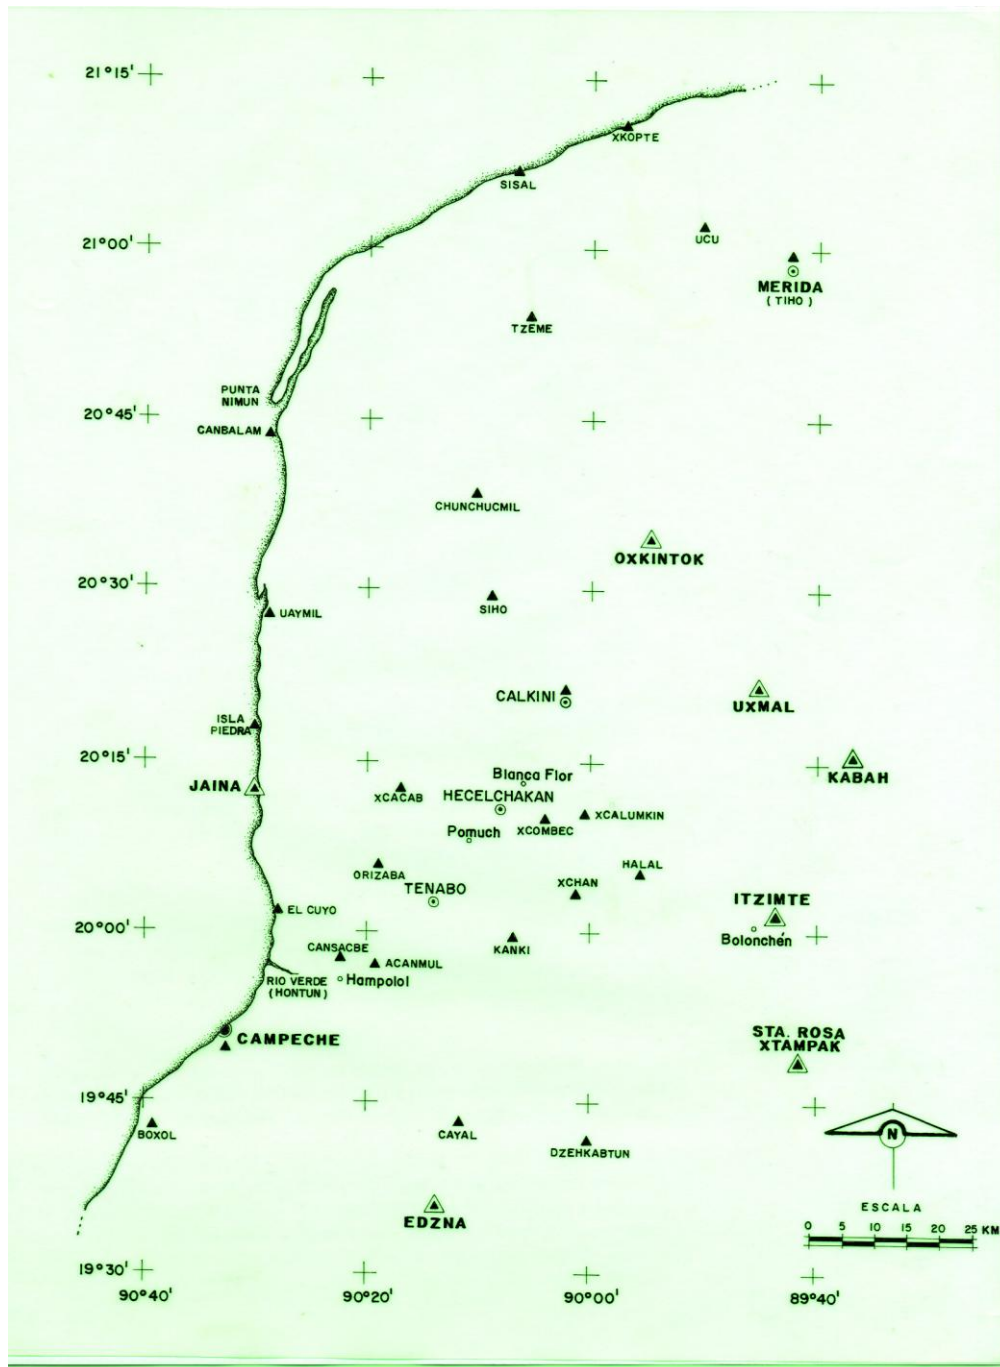 21°15'
XKOPTE
SISAL
21°00'
UCU
MERIDA
( TIHO )
TZEME
PUNTA
NIMUN
20°45'
CANBALAM
CHUNCHUCMIL
OXKINTOK
20°30'
SIHO
UAYMIL
CALKINI
UXMAL
ISLA
PIEDRA
20°15'
KABAH
JAINA
Blanca Flor
XCACAB
HECELCHAKAN
XCALUMKIN
XCOMBEC
Pomuch
HALAL
ORIZABA
XCHAN
TENABO
ITZIMTE
EL CUYO
20°00'
Bolonchén
CANSACBE
KANKI
ACANMUL
RIO VERDE
(HONTUN)
Hampolol
CAMPECHE
STA. ROSA
XTAMPAK
19°45'
BOXOL
CAYAL
N
DZEHKABTUN
ESCALA
EDZNA
0 5 10 15 20 25 KM
19°30'
90°40' 90°20' 90°00' 89°40'